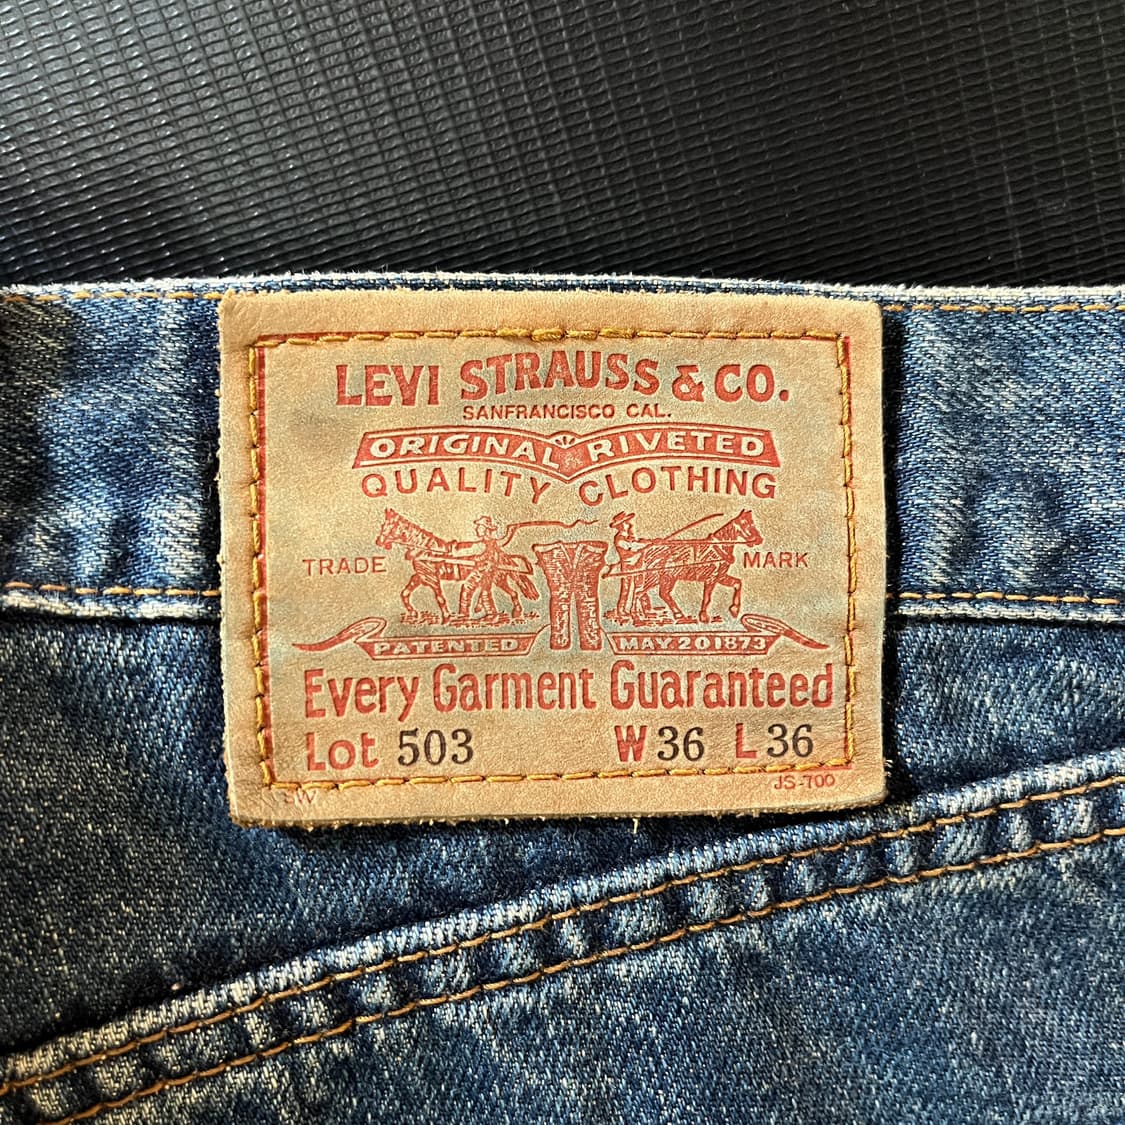 LEVI STRAUSS & CO.
SANFRANCISCO CAL.
ORIGINAL RIVETED
QUALITY CLOTHING
TRADE MARK
PATENTED MAY 20 1873
Every Garment Guaranteed
Lot 503 W 36 L 36
JS-700